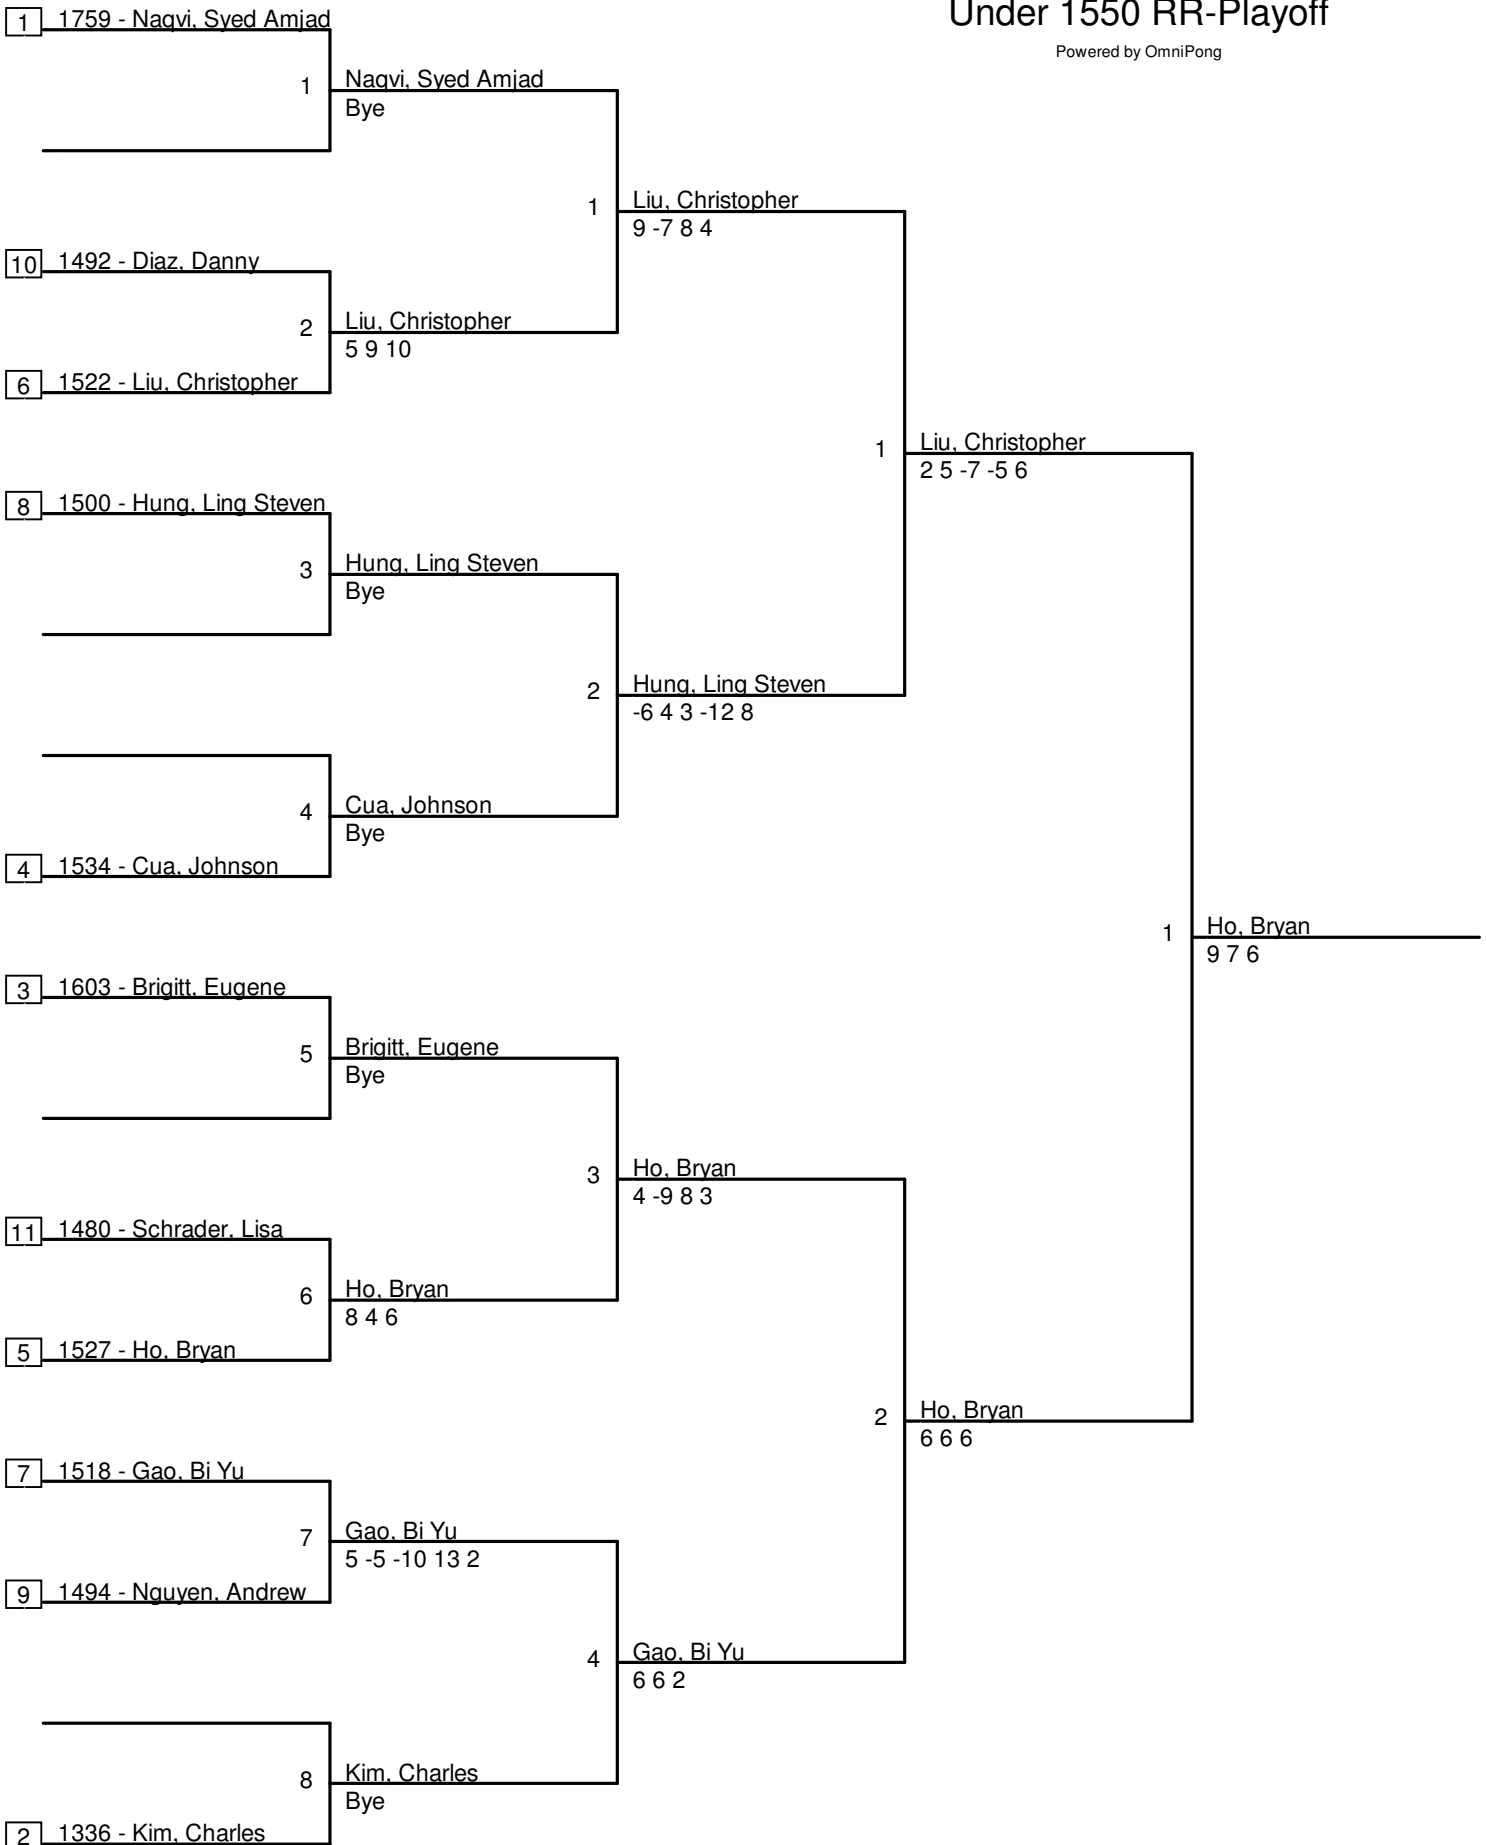 Under 1550 RR-Playoff
Powered by OmniPong
1 1759 - Naqvi, Syed Amjad
1 Naqvi, Syed Amjad
Bye
1 Liu, Christopher
9 -7 8 4
10 1492 - Diaz, Danny
2 Liu, Christopher
5 9 10
6 1522 - Liu, Christopher
1 Liu, Christopher
2 5 -7 -5 6
8 1500 - Hung, Ling Steven
3 Hung, Ling Steven
Bye
2 Hung, Ling Steven
-6 4 3 -12 8
4 Cua, Johnson
Bye
4 1534 - Cua, Johnson
1 Ho, Bryan
9 7 6
3 1603 - Brigitt, Eugene
5 Brigitt, Eugene
Bye
3 Ho, Bryan
4 -9 8 3
11 1480 - Schrader, Lisa
6 Ho, Bryan
8 4 6
5 1527 - Ho, Bryan
2 Ho, Bryan
6 6 6
7 1518 - Gao, Bi Yu
7 Gao, Bi Yu
5 -5 -10 13 2
9 1494 - Nguyen, Andrew
4 Gao, Bi Yu
6 6 2
8 Kim, Charles
Bye
2 1336 - Kim, Charles